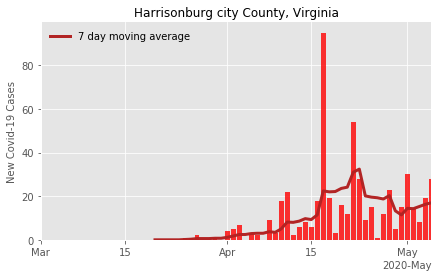 Harrisonburg city County, Virginia
7 day moving average
New Covid-19 Cases
80
60
40
20
0
Mar 15 Apr 15 May
2020-May